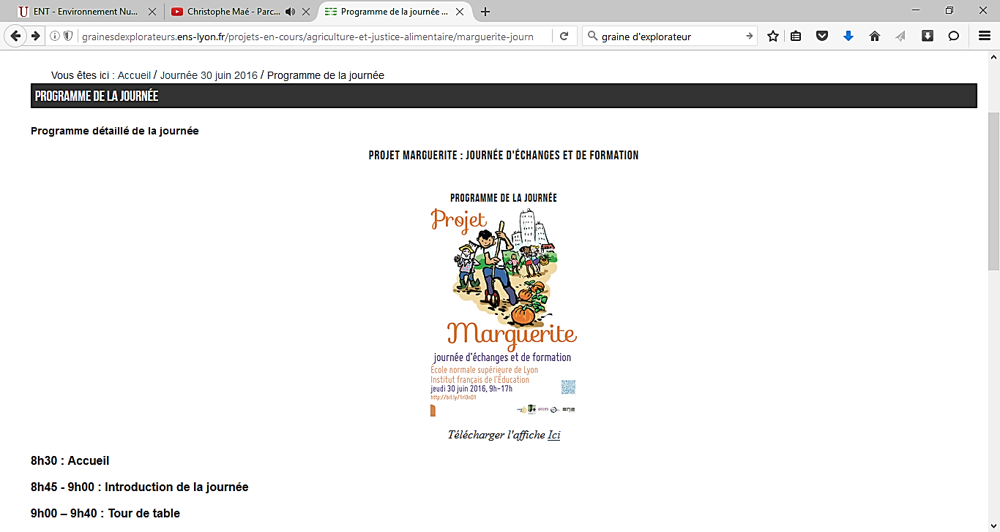 ENT - Environnement Nu...
Christophe Maé - Parc...
Programme de la journée ...
grainesdexplorateurs.ens-lyon.fr/projets-en-cours/agriculture-et-justice-alimentaire/marguerite-journ
graine d'explorateur
Vous êtes ici : Accueil / Journée 30 juin 2016 / Programme de la journée
PROGRAMME DE LA JOURNÉE
Programme détaillé de la journée
PROJET MARGUERITE : JOURNÉE D'ÉCHANGES ET DE FORMATION
PROGRAMME DE LA JOURNÉE
Projet
Marguerite
journée d'échanges et de formation
École normale supérieure de Lyon
Institut français de l'Éducation
jeudi 30 juin 2016, 9h-17h
Télécharger l'affiche Ici
8h30 : Accueil
8h45 - 9h00 : Introduction de la journée
9h00 – 9h40 : Tour de table